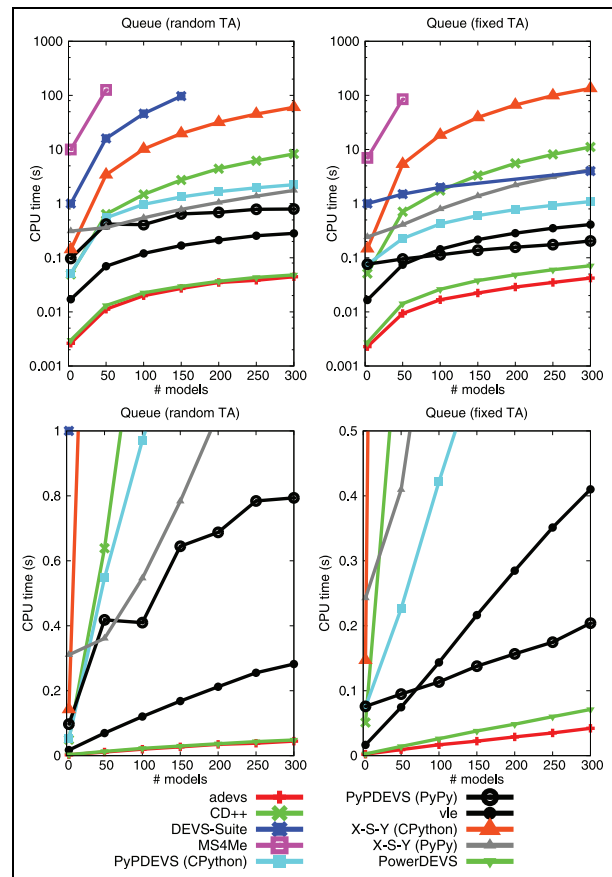 Queue (random TA)
1000
100
10
1
0.1
0.01
0.001
CPU time (s)
0 50 100 150 200 250 300
# models
Queue (fixed TA)
1000
100
10
1
0.1
0.01
0.001
CPU time (s)
0 50 100 150 200 250 300
# models
Queue (random TA)
1
0.8
0.6
0.4
0.2
0
CPU time (s)
0 50 100 150 200 250 300
# models
Queue (fixed TA)
0.5
0.4
0.3
0.2
0.1
0
CPU time (s)
0 50 100 150 200 250 300
# models
adevs
CD++
DEVS-Suite
MS4Me
PyPDEVS (CPython)
PyPDEVS (PyPy)
vle
X-S-Y (CPython)
X-S-Y (PyPy)
PowerDEVS